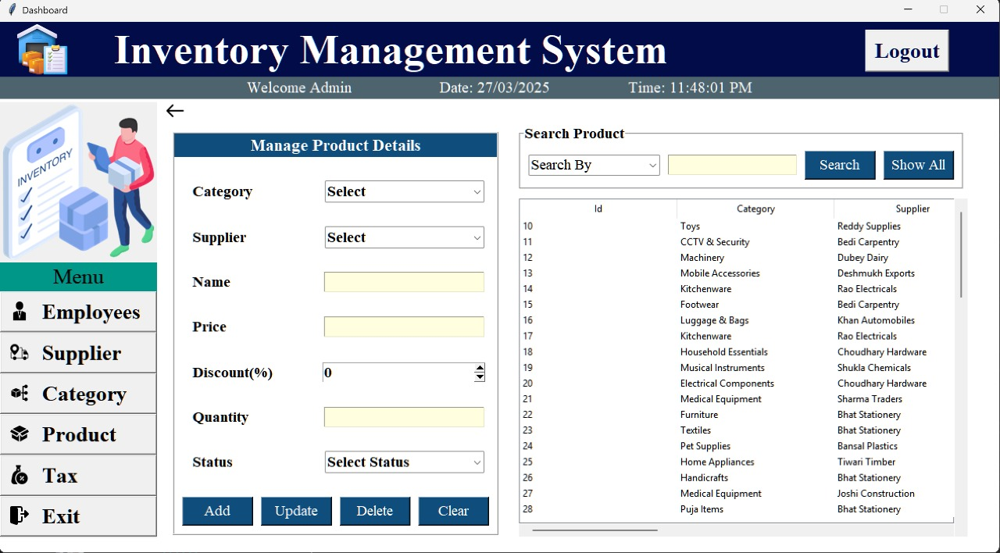 Dashboard
Inventory Management System
Logout
Welcome Admin Date: 27/03/2025 Time: 11:48:01 PM
INVENTORY
Menu
Employees
Supplier
Category
Product
Tax
Exit
Manage Product Details
Category Select
Supplier Select
Name
Price
Discount(%) 0
Quantity
Status Select Status
Add Update Delete Clear
Search Product
Search By Search Show All
Id Category Supplier
10 Toys Reddy Supplies
11 CCTV & Security Bedi Carpentry
12 Machinery Dubey Dairy
13 Mobile Accessories Deshmukh Exports
14 Kitchenware Rao Electricals
15 Footwear Bedi Carpentry
16 Luggage & Bags Khan Automobiles
17 Kitchenware Rao Electricals
18 Household Essentials Choudhary Hardware
19 Musical Instruments Shukla Chemicals
20 Electrical Components Choudhary Hardware
21 Medical Equipment Sharma Traders
22 Furniture Bhat Stationery
23 Textiles Bhat Stationery
24 Pet Supplies Bansal Plastics
25 Home Appliances Tiwari Timber
26 Handicrafts Bhat Stationery
27 Medical Equipment Joshi Construction
28 Puja Items Bhat Stationery